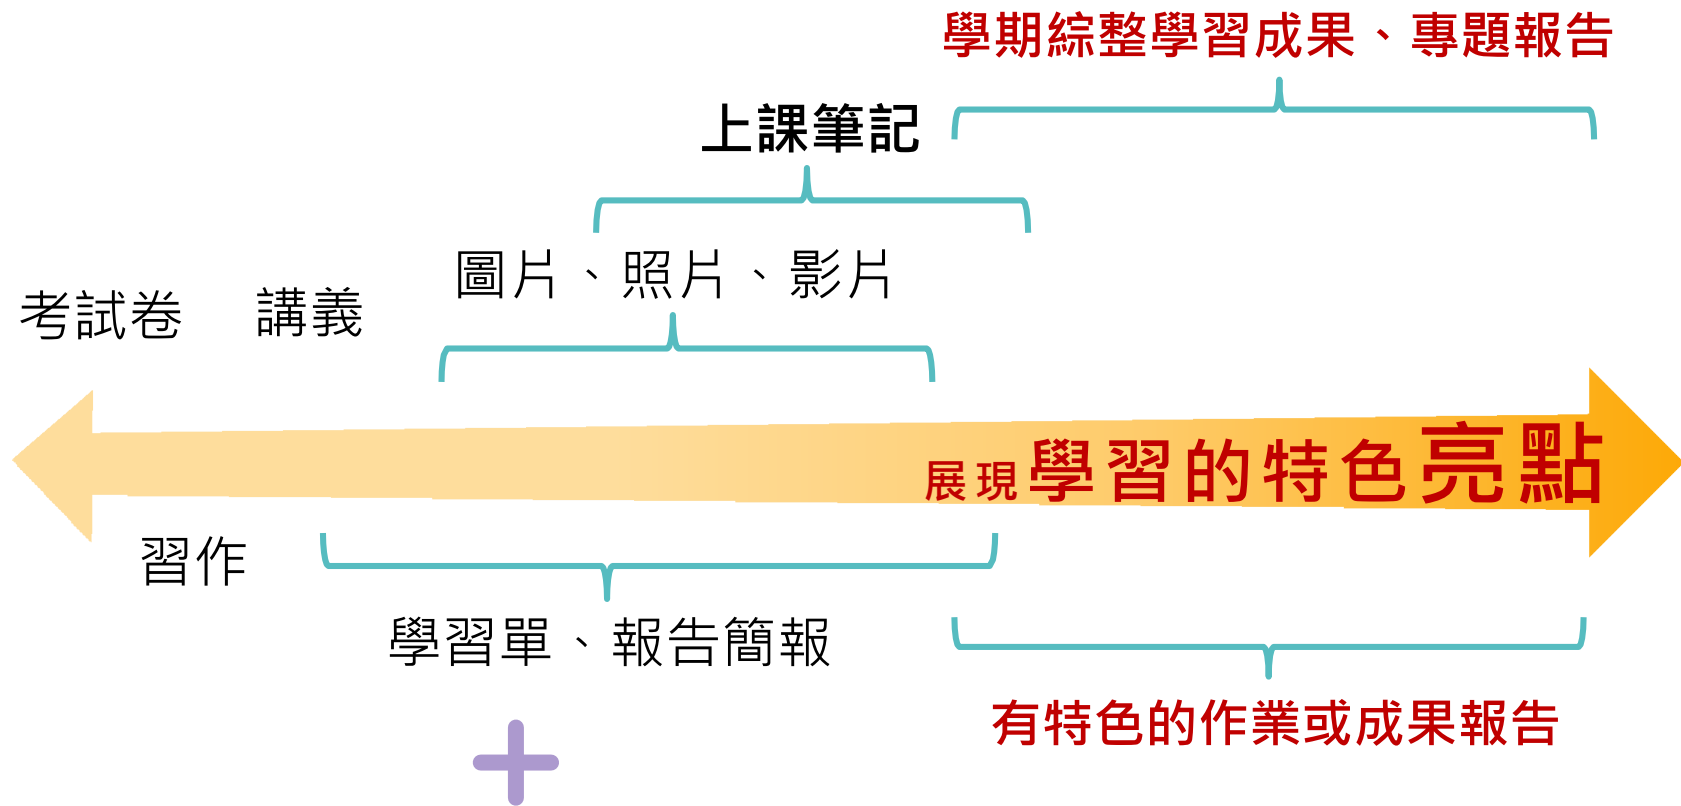 學期綜整學習成果、專題報告
上課筆記
圖片、照片、影片
考試卷
講義
展現學習的特色亮點
習作
學習單、報告簡報
有特色的作業或成果報告